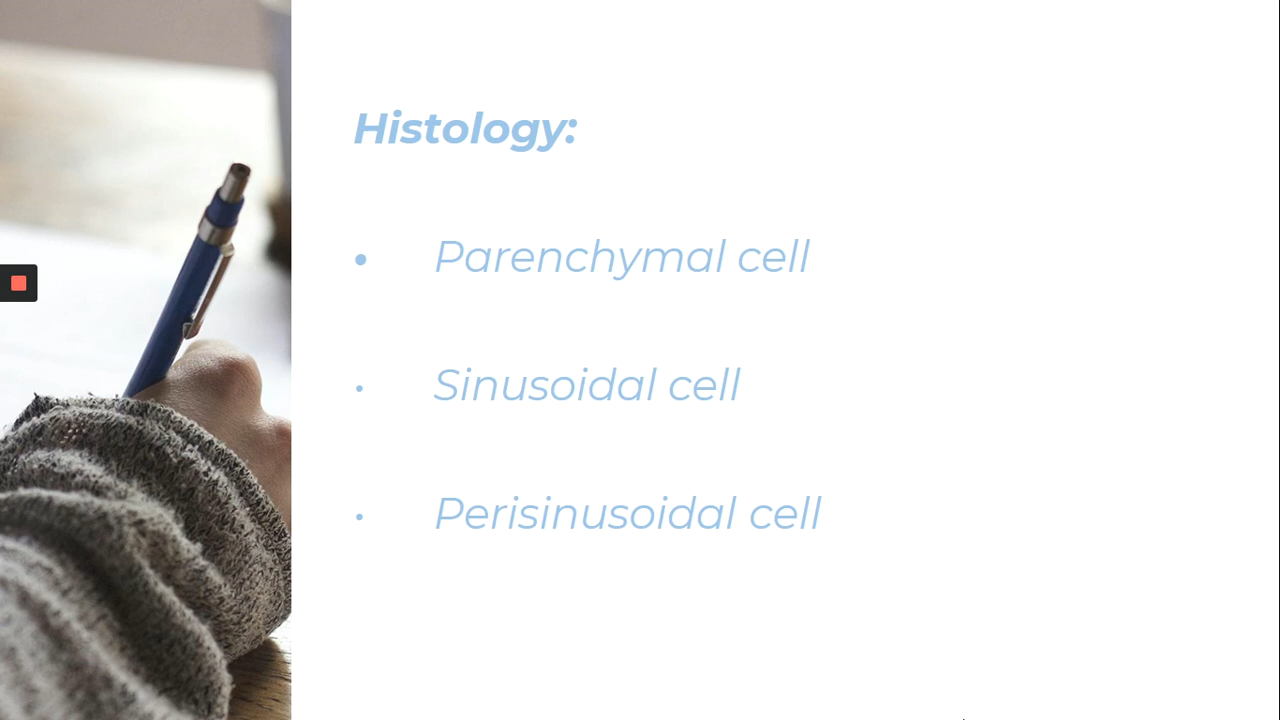 Histology:
• Parenchymal cell
• Sinusoidal cell
• Perisinusoidal cell